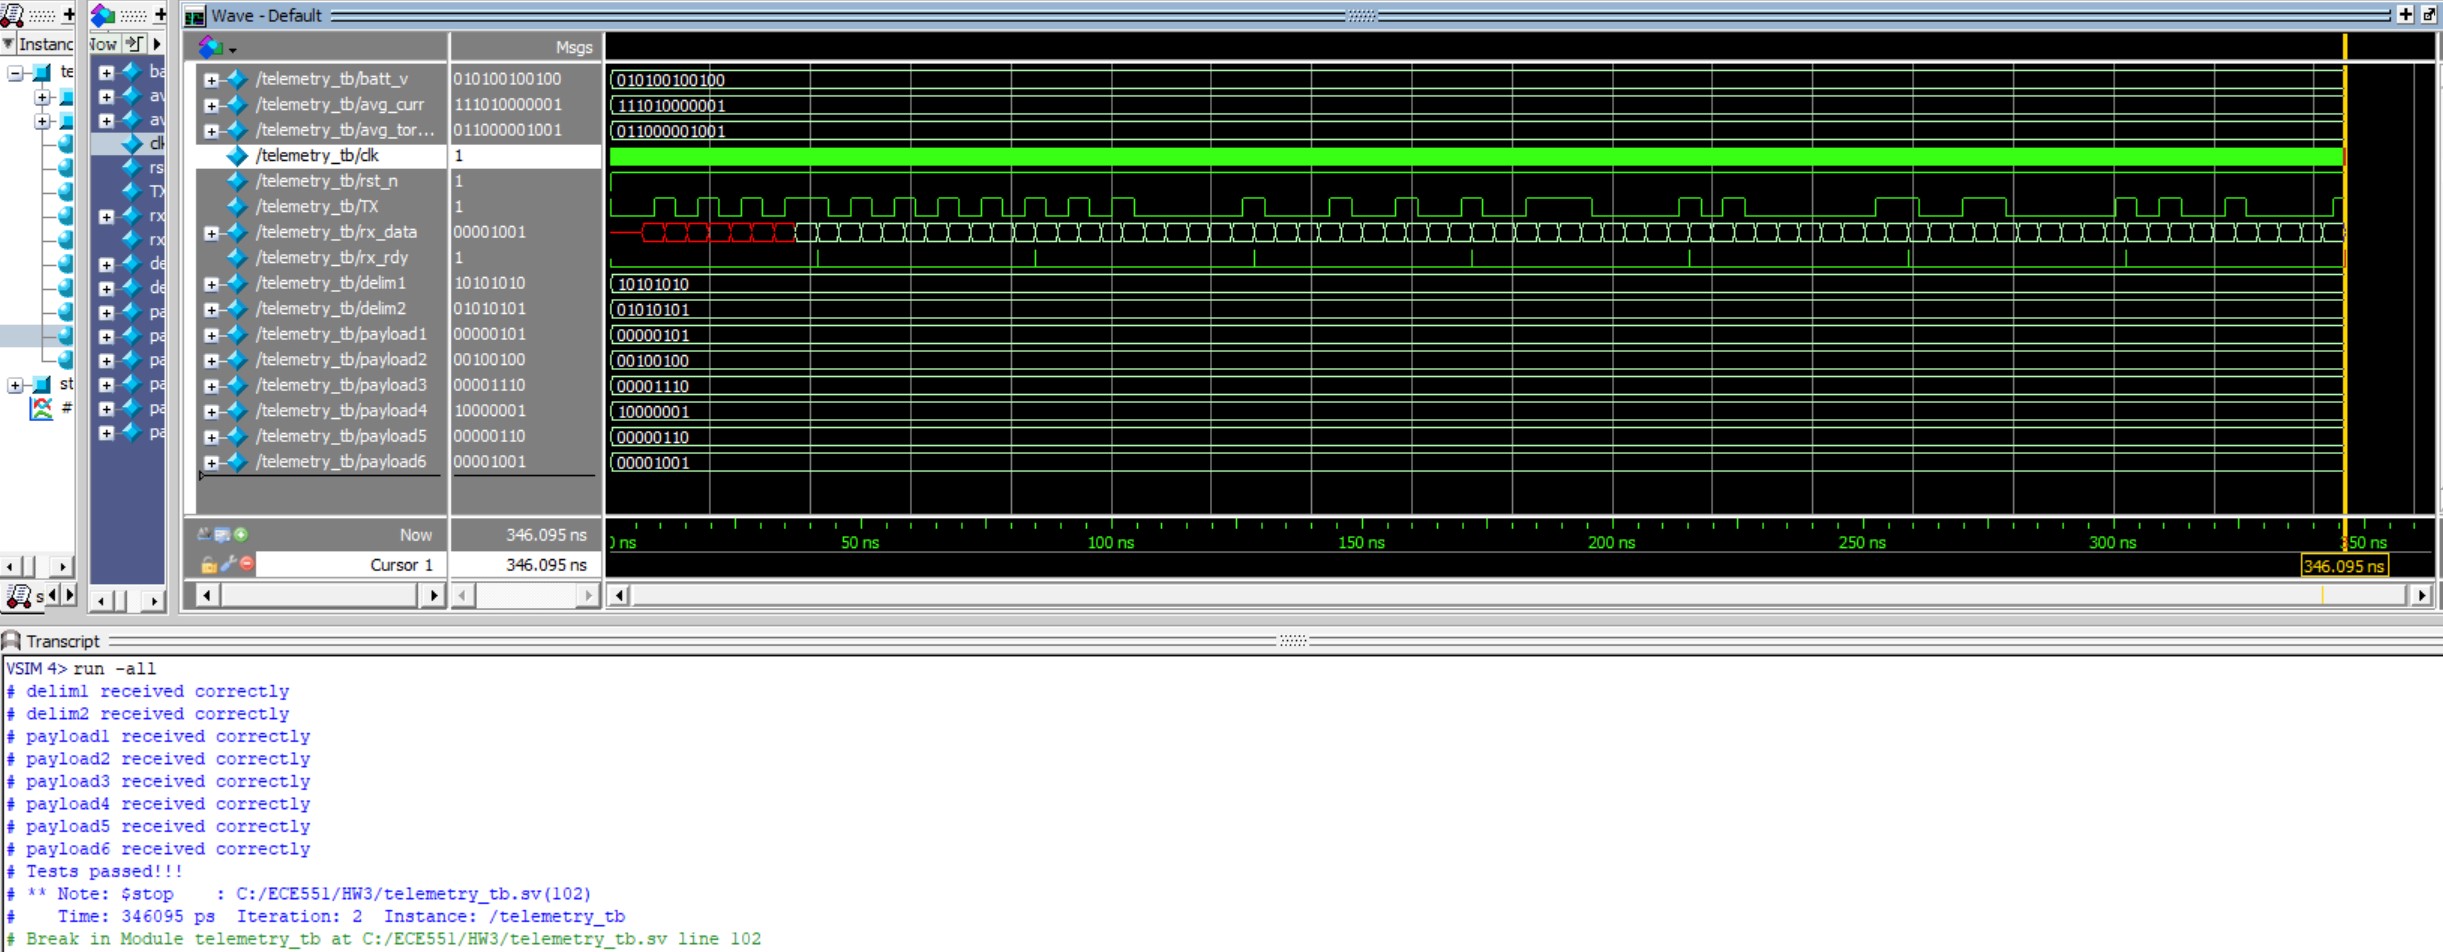 Wave - Default
Instanc
Now
Msgs
te
ba
/telemetry_tb/batt_v 010100100100 010100100100
av
/telemetry_tb/avg_curr 111010000001 111010000001
av
/telemetry_tb/avg_tor... 011000001001 011000001001
clk
/telemetry_tb/clk 1
rs
/telemetry_tb/rst_n 1
TX
/telemetry_tb/TX 1
rx
/telemetry_tb/rx_data 00001001
rx
/telemetry_tb/rx_rdy 1
de
/telemetry_tb/delim1 10101010 10101010
de
/telemetry_tb/delim2 01010101 01010101
pa
/telemetry_tb/payload1 00000101 00000101
pa
/telemetry_tb/payload2 00100100 00100100
st
pa
/telemetry_tb/payload3 00001110 00001110
#
pa
/telemetry_tb/payload4 10000001 10000001
pa
/telemetry_tb/payload5 00000110 00000110
/telemetry_tb/payload6 00001001 00001001
Now 346.095 ns
0 ns 50 ns 100 ns 150 ns 200 ns 250 ns 300 ns 350 ns
Cursor 1 346.095 ns
346.095 ns
s
Transcript
VSIM 4> run -all
# delim1 received correctly
# delim2 received correctly
# payload1 received correctly
# payload2 received correctly
# payload3 received correctly
# payload4 received correctly
# payload5 received correctly
# payload6 received correctly
# Tests passed!!!
# ** Note: $stop    : C:/ECE551/HW3/telemetry_tb.sv(102)
#    Time: 346095 ps  Iteration: 2  Instance: /telemetry_tb
# Break in Module telemetry_tb at C:/ECE551/HW3/telemetry_tb.sv line 102